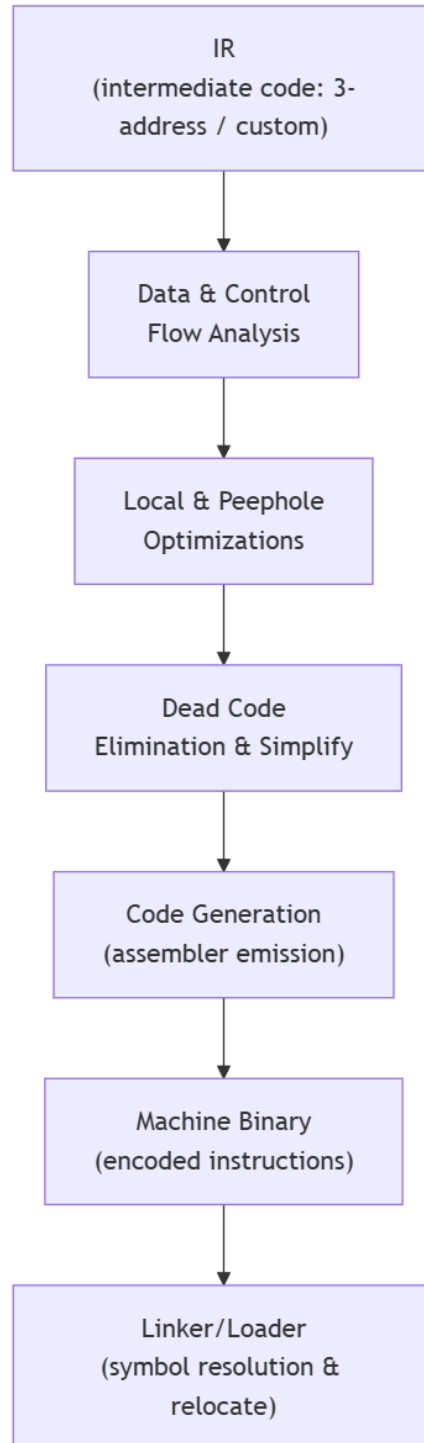 IR
(intermediate code: 3-
address / custom)
Data & Control
Flow Analysis
Local & Peephole
Optimizations
Dead Code
Elimination & Simplify
Code Generation
(assembler emission)
Machine Binary
(encoded instructions)
Linker/Loader
(symbol resolution &
relocate)